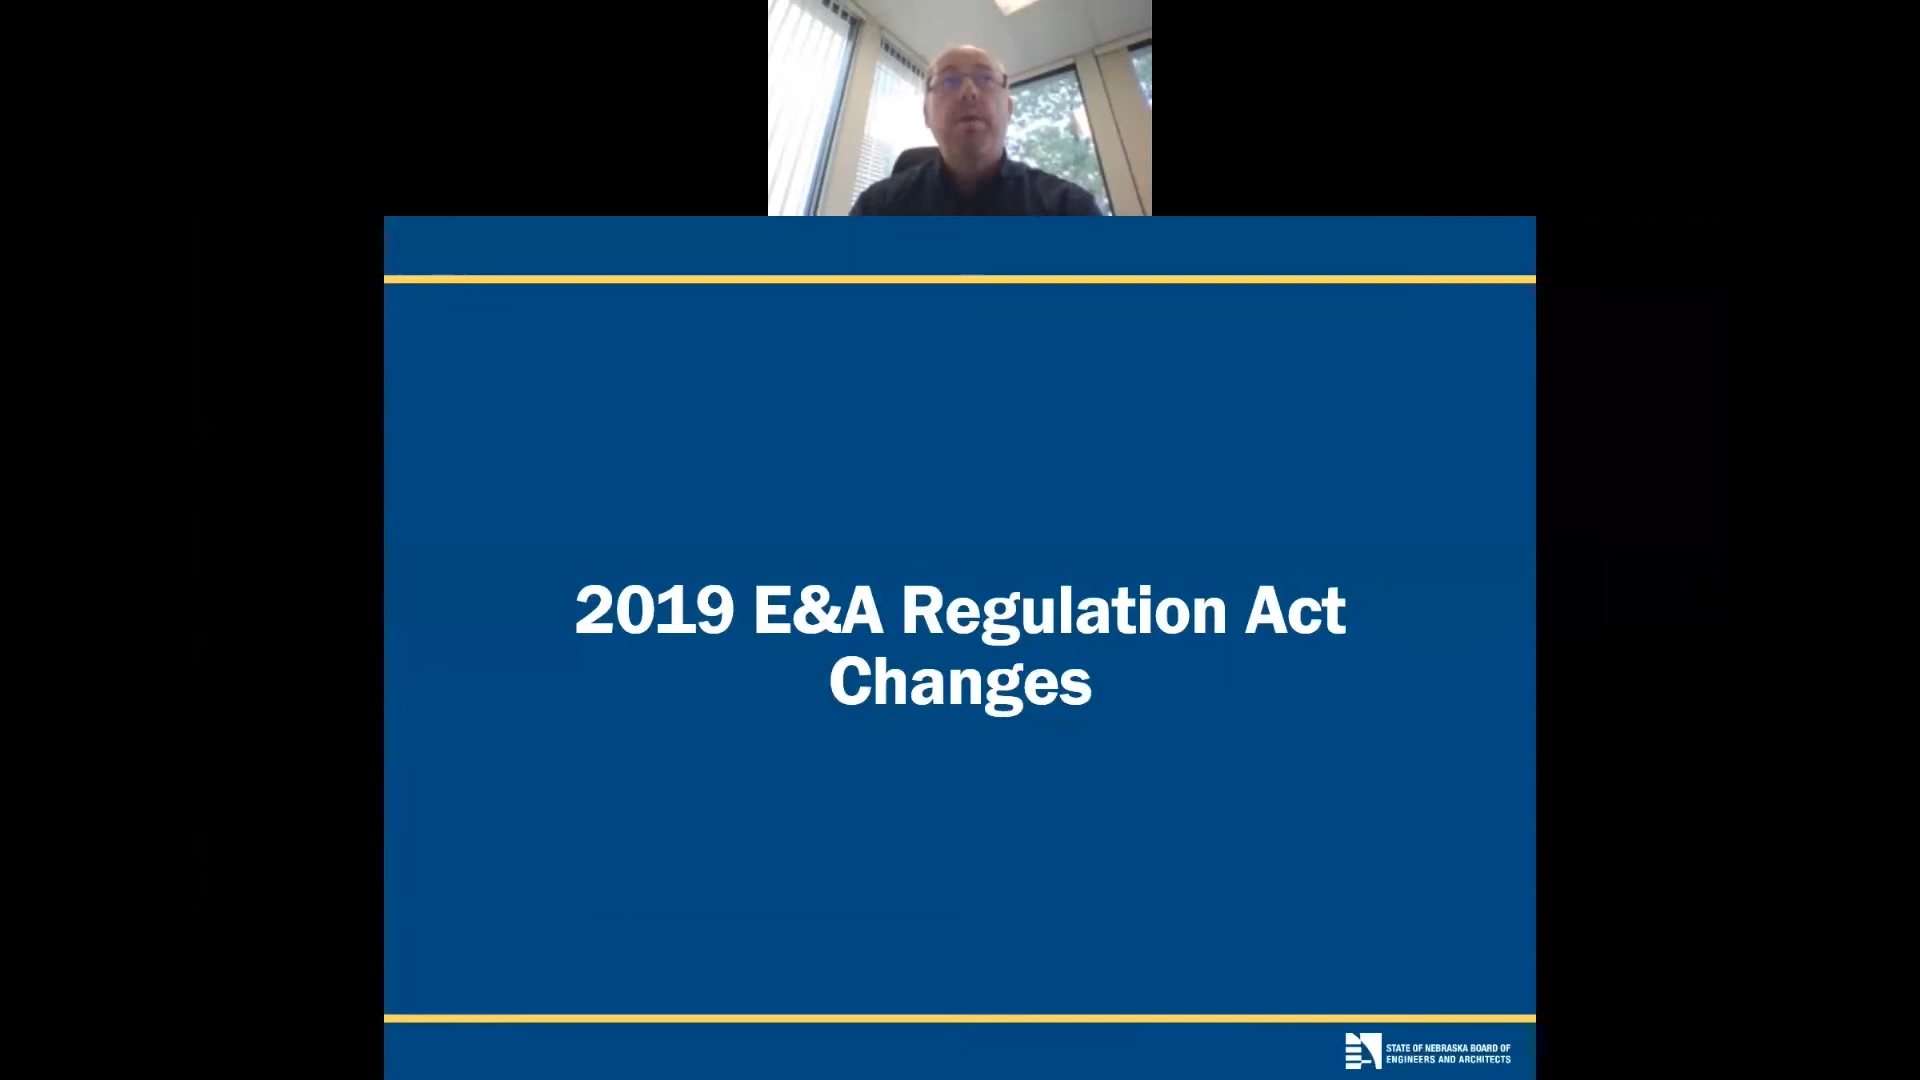 2019 E&A Regulation Act
Changes
STATE OF NEBRASKA BOARD OF
ENGINEERS AND ARCHITECTS